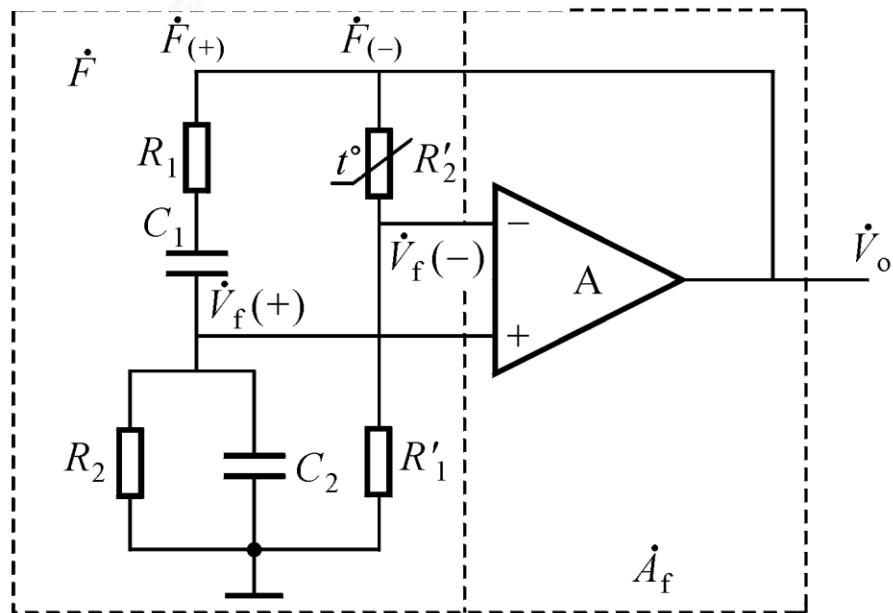 Ḟ
Ḟ(+)
Ḟ(−)
R₁
t°
R′₂
C₁
V̇f(−)
V̇f(+)
−
A
V̇o
+
R₂
C₂
R′₁
Ȧf